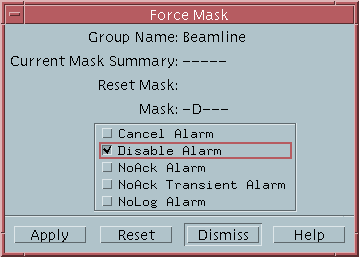 Force Mask
Group Name: Beamline
Current Mask Summary: -----
Reset Mask:
Mask: -D---
Cancel Alarm
Disable Alarm
NoAck Alarm
NoAck Transient Alarm
NoLog Alarm
Apply Reset Dismiss Help